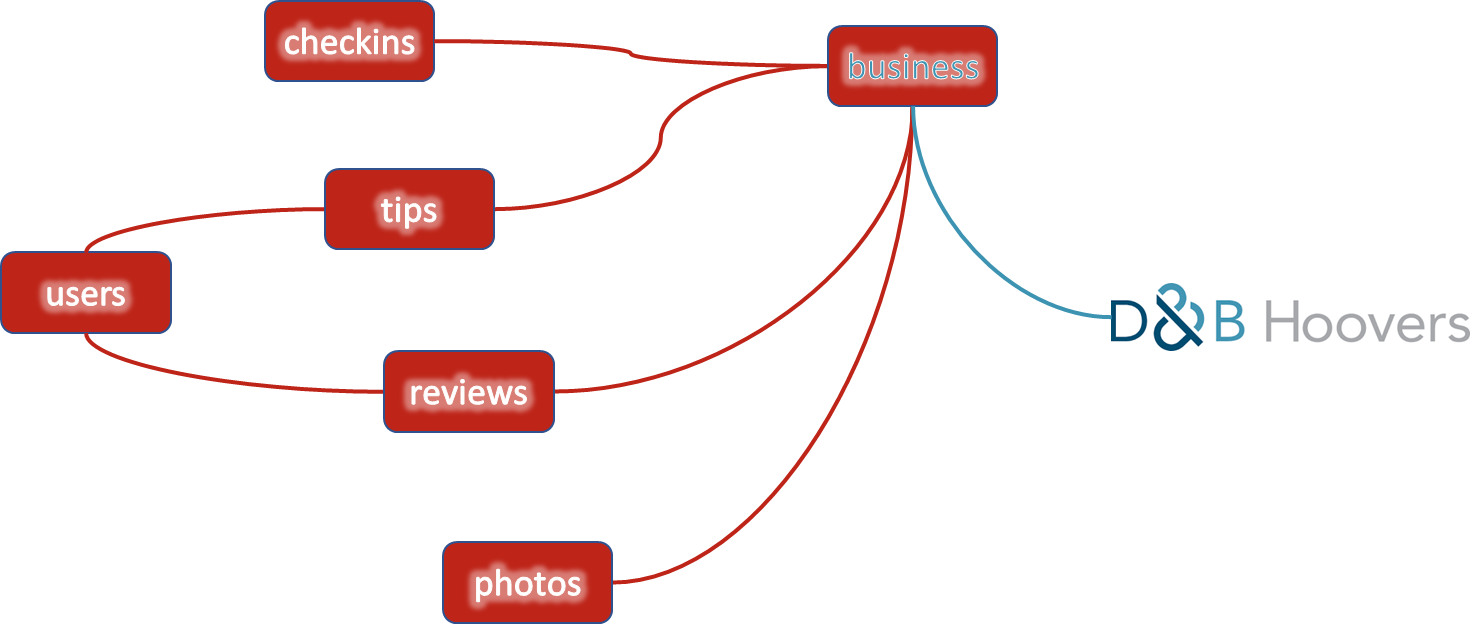 checkins
business
tips
users
D&B Hoovers
reviews
photos